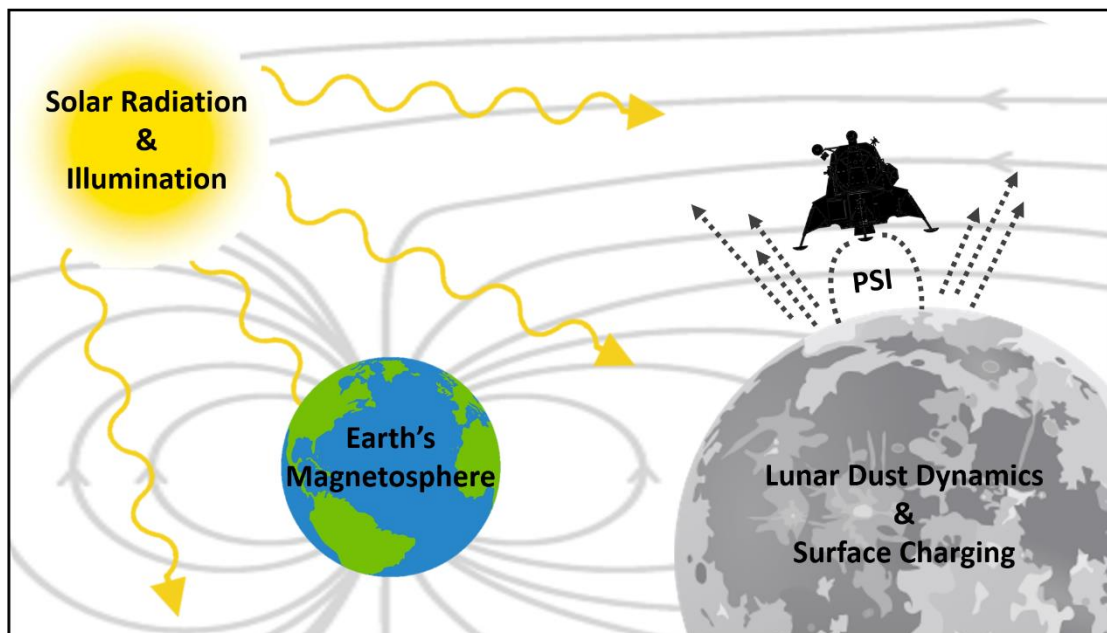 Solar Radiation
&
Illumination
PSI
Earth's
Magnetosphere
Lunar Dust Dynamics
&
Surface Charging